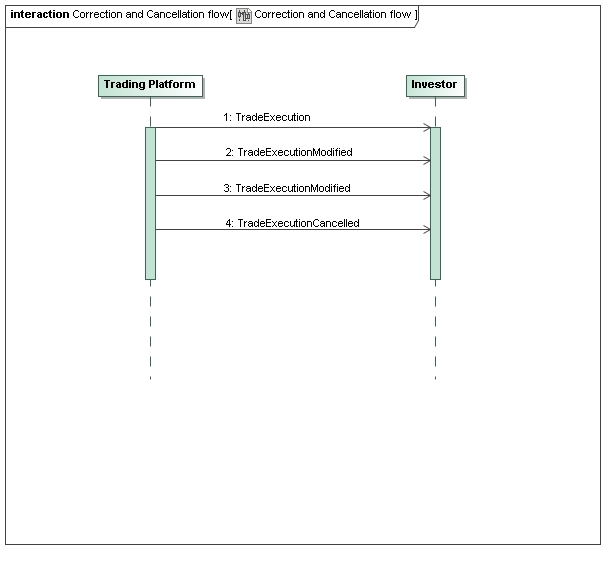 interaction Correction and Cancellation flow[ Correction and Cancellation flow ]
Trading Platform
Investor
1: TradeExecution
2: TradeExecutionModified
3: TradeExecutionModified
4: TradeExecutionCancelled